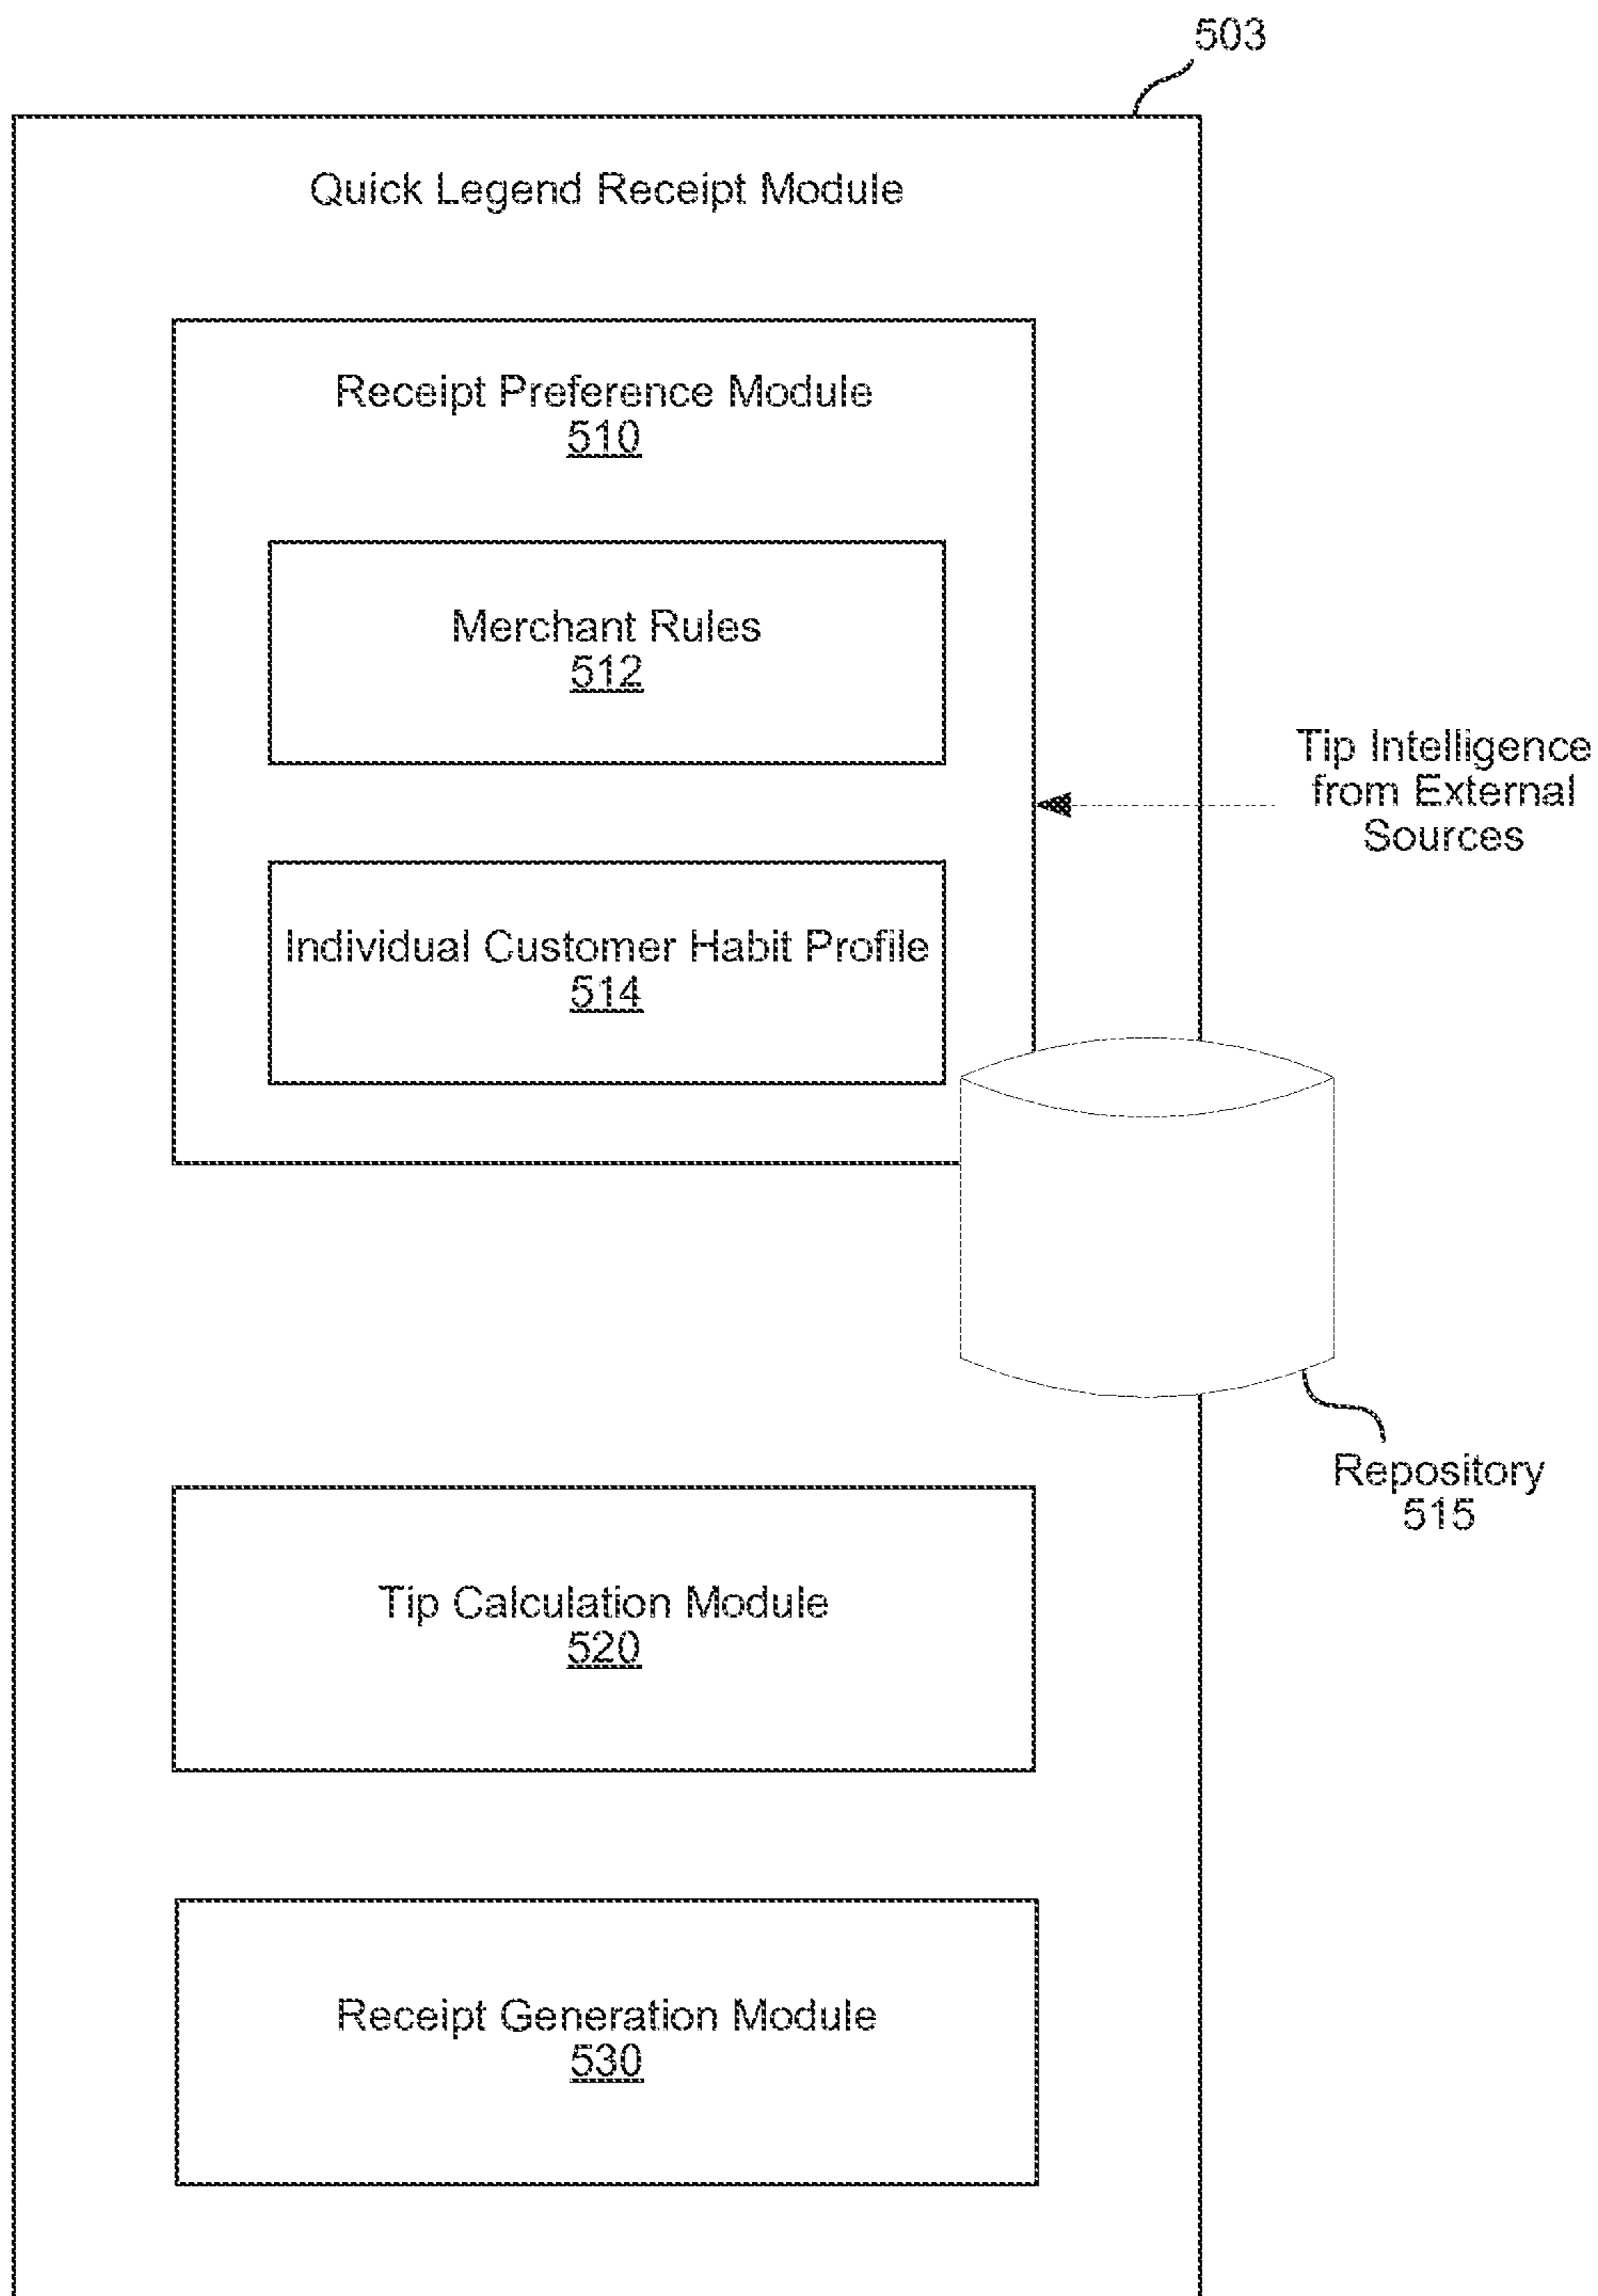 503
Quick Legend Receipt Module
Receipt Preference Module
510
Merchant Rules
512
Tip Intelligence
from External
Sources
Individual Customer Habit Profile
514
Repository
515
Tip Calculation Module
520
Receipt Generation Module
530